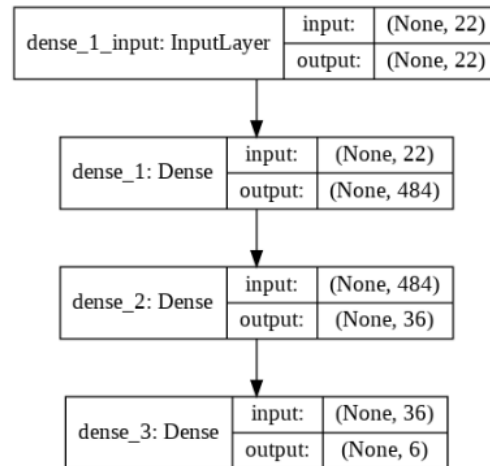 dense_1_input: InputLayer
input: (None, 22)
output: (None, 22)
dense_1: Dense
input: (None, 22)
output: (None, 484)
dense_2: Dense
input: (None, 484)
output: (None, 36)
dense_3: Dense
input: (None, 36)
output: (None, 6)